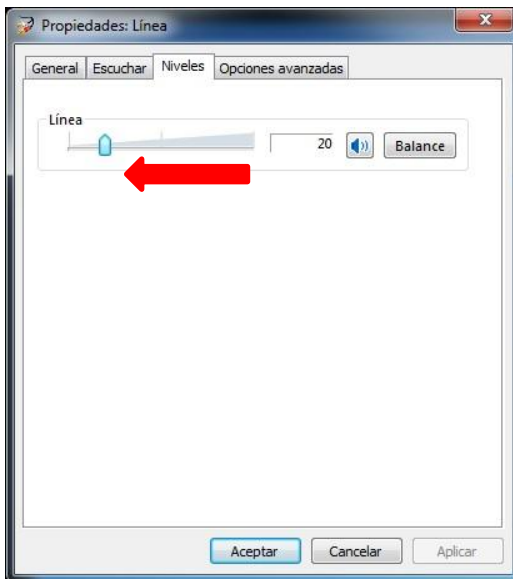 Propiedades: Línea
General Escuchar Niveles Opciones avanzadas
Línea
20 Balance
Aceptar Cancelar Aplicar